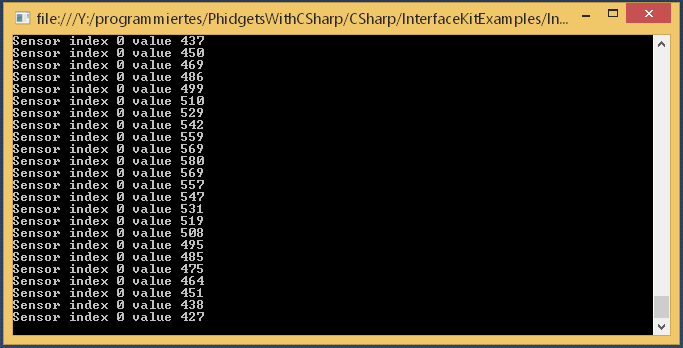 file:///Y:/programmiertes/PhidgetsWithCSharp/CSharp/InterfaceKitExamples/In...
Sensor index 0 value 437
Sensor index 0 value 450
Sensor index 0 value 469
Sensor index 0 value 486
Sensor index 0 value 499
Sensor index 0 value 510
Sensor index 0 value 529
Sensor index 0 value 542
Sensor index 0 value 559
Sensor index 0 value 569
Sensor index 0 value 580
Sensor index 0 value 569
Sensor index 0 value 557
Sensor index 0 value 547
Sensor index 0 value 531
Sensor index 0 value 519
Sensor index 0 value 508
Sensor index 0 value 495
Sensor index 0 value 485
Sensor index 0 value 475
Sensor index 0 value 464
Sensor index 0 value 451
Sensor index 0 value 438
Sensor index 0 value 427